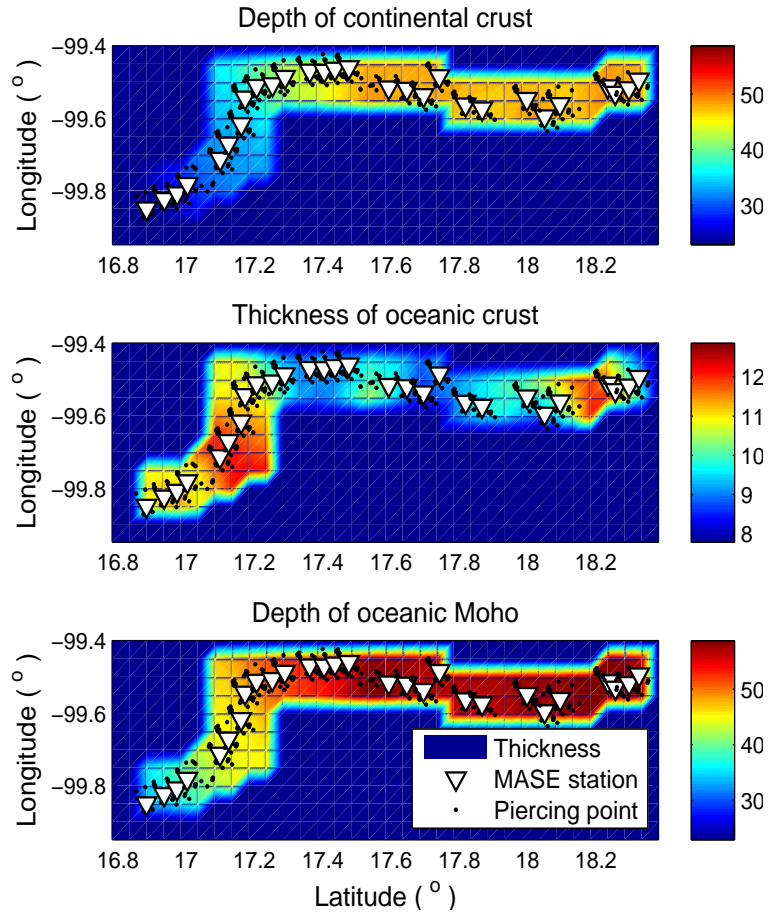 Depth of continental crust
−99.4
−99.6
−99.8
Longitude ( o )
16.8 17 17.2 17.4 17.6 17.8 18 18.2
50
40
30
Thickness of oceanic crust
−99.4
−99.6
−99.8
Longitude ( o )
16.8 17 17.2 17.4 17.6 17.8 18 18.2
12
11
10
9
8
Depth of oceanic Moho
−99.4
−99.6
−99.8
Longitude ( o )
Thickness
MASE station
Piercing point
16.8 17 17.2 17.4 17.6 17.8 18 18.2
Latitude ( o )
50
40
30